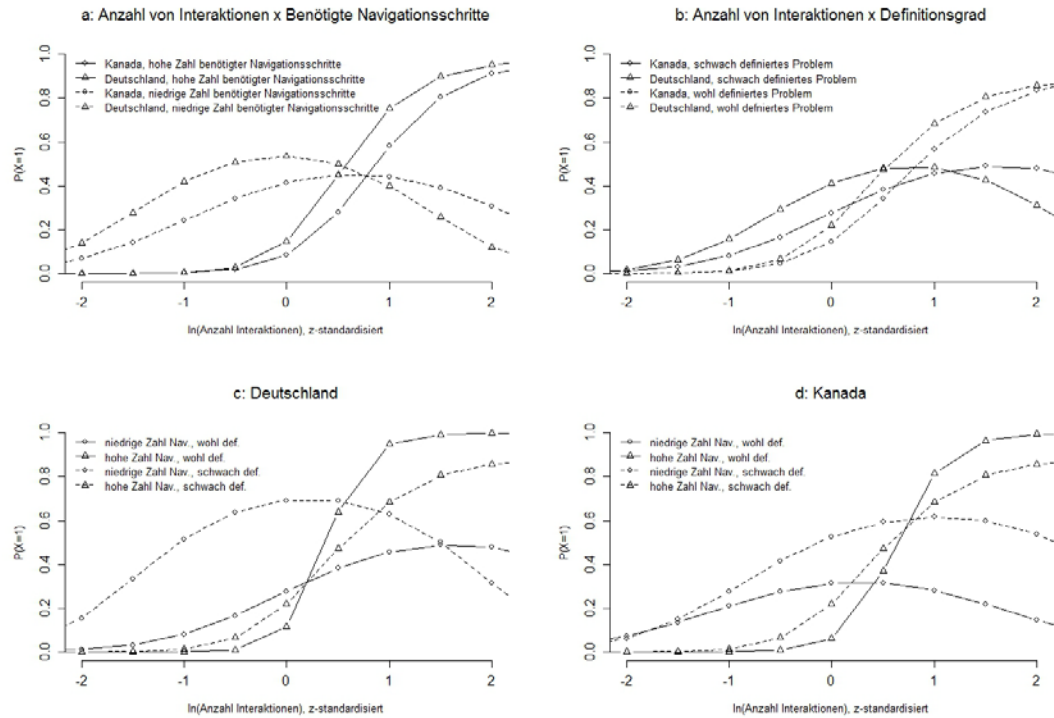 a: Anzahl von Interaktionen x Benötigte Navigationsschritte
Kanada, hohe Zahl benötigter Navigationsschritte
Deutschland, hohe Zahl benötigter Navigationsschritte
Kanada, niedrige Zahl benötigter Navigationsschritte
Deutschland, niedrige Zahl benötigter Navigationsschritte
P(X=1)
1.0
0.8
0.6
0.4
0.2
0.0
-2 -1 0 1 2
ln(Anzahl Interaktionen), z-standardisiert
b: Anzahl von Interaktionen x Definitionsgrad
Kanada, schwach definiertes Problem
Deutschland, schwach definiertes Problem
Kanada, wohl definiertes Problem
Deutschland, wohl defniertes Problem
P(X=1)
1.0
0.8
0.6
0.4
0.2
0.0
-2 -1 0 1 2
ln(Anzahl Interaktionen), z-standardisiert
c: Deutschland
niedrige Zahl Nav., wohl def.
hohe Zahl Nav., wohl def.
niedrige Zahl Nav., schwach def.
hohe Zahl Nav., schwach def.
P(X=1)
1.0
0.8
0.6
0.4
0.2
0.0
-2 -1 0 1 2
ln(Anzahl Interaktionen), z-standardisiert
d: Kanada
niedrige Zahl Nav., wohl def.
hohe Zahl Nav., wohl def.
niedrige Zahl Nav., schwach def.
hohe Zahl Nav., schwach def.
P(X=1)
1.0
0.8
0.6
0.4
0.2
0.0
-2 -1 0 1 2
ln(Anzahl Interaktionen), z-standardisiert